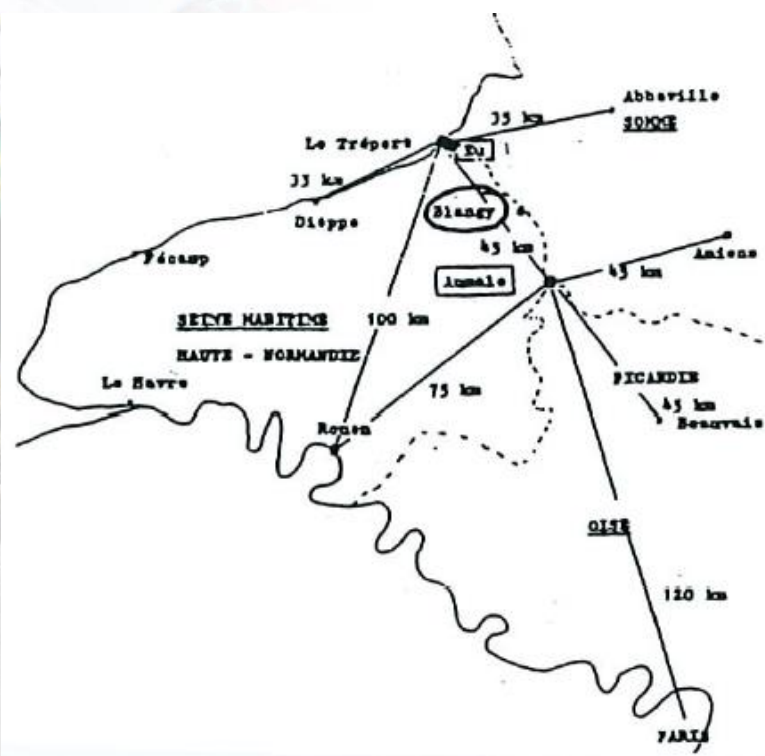 Abbeville
35 km
SOMME
Le Tréport
Eu
33 km
Dieppe
Blangy
45 km
Amiens
Fécamp
Aumale
45 km
SEINE MARITIME
100 km
HAUTE - NORMANDIE
PICARDIE
Le Havre
75 km
45 km
Beauvais
Rouen
OISE
120 km
PARIS